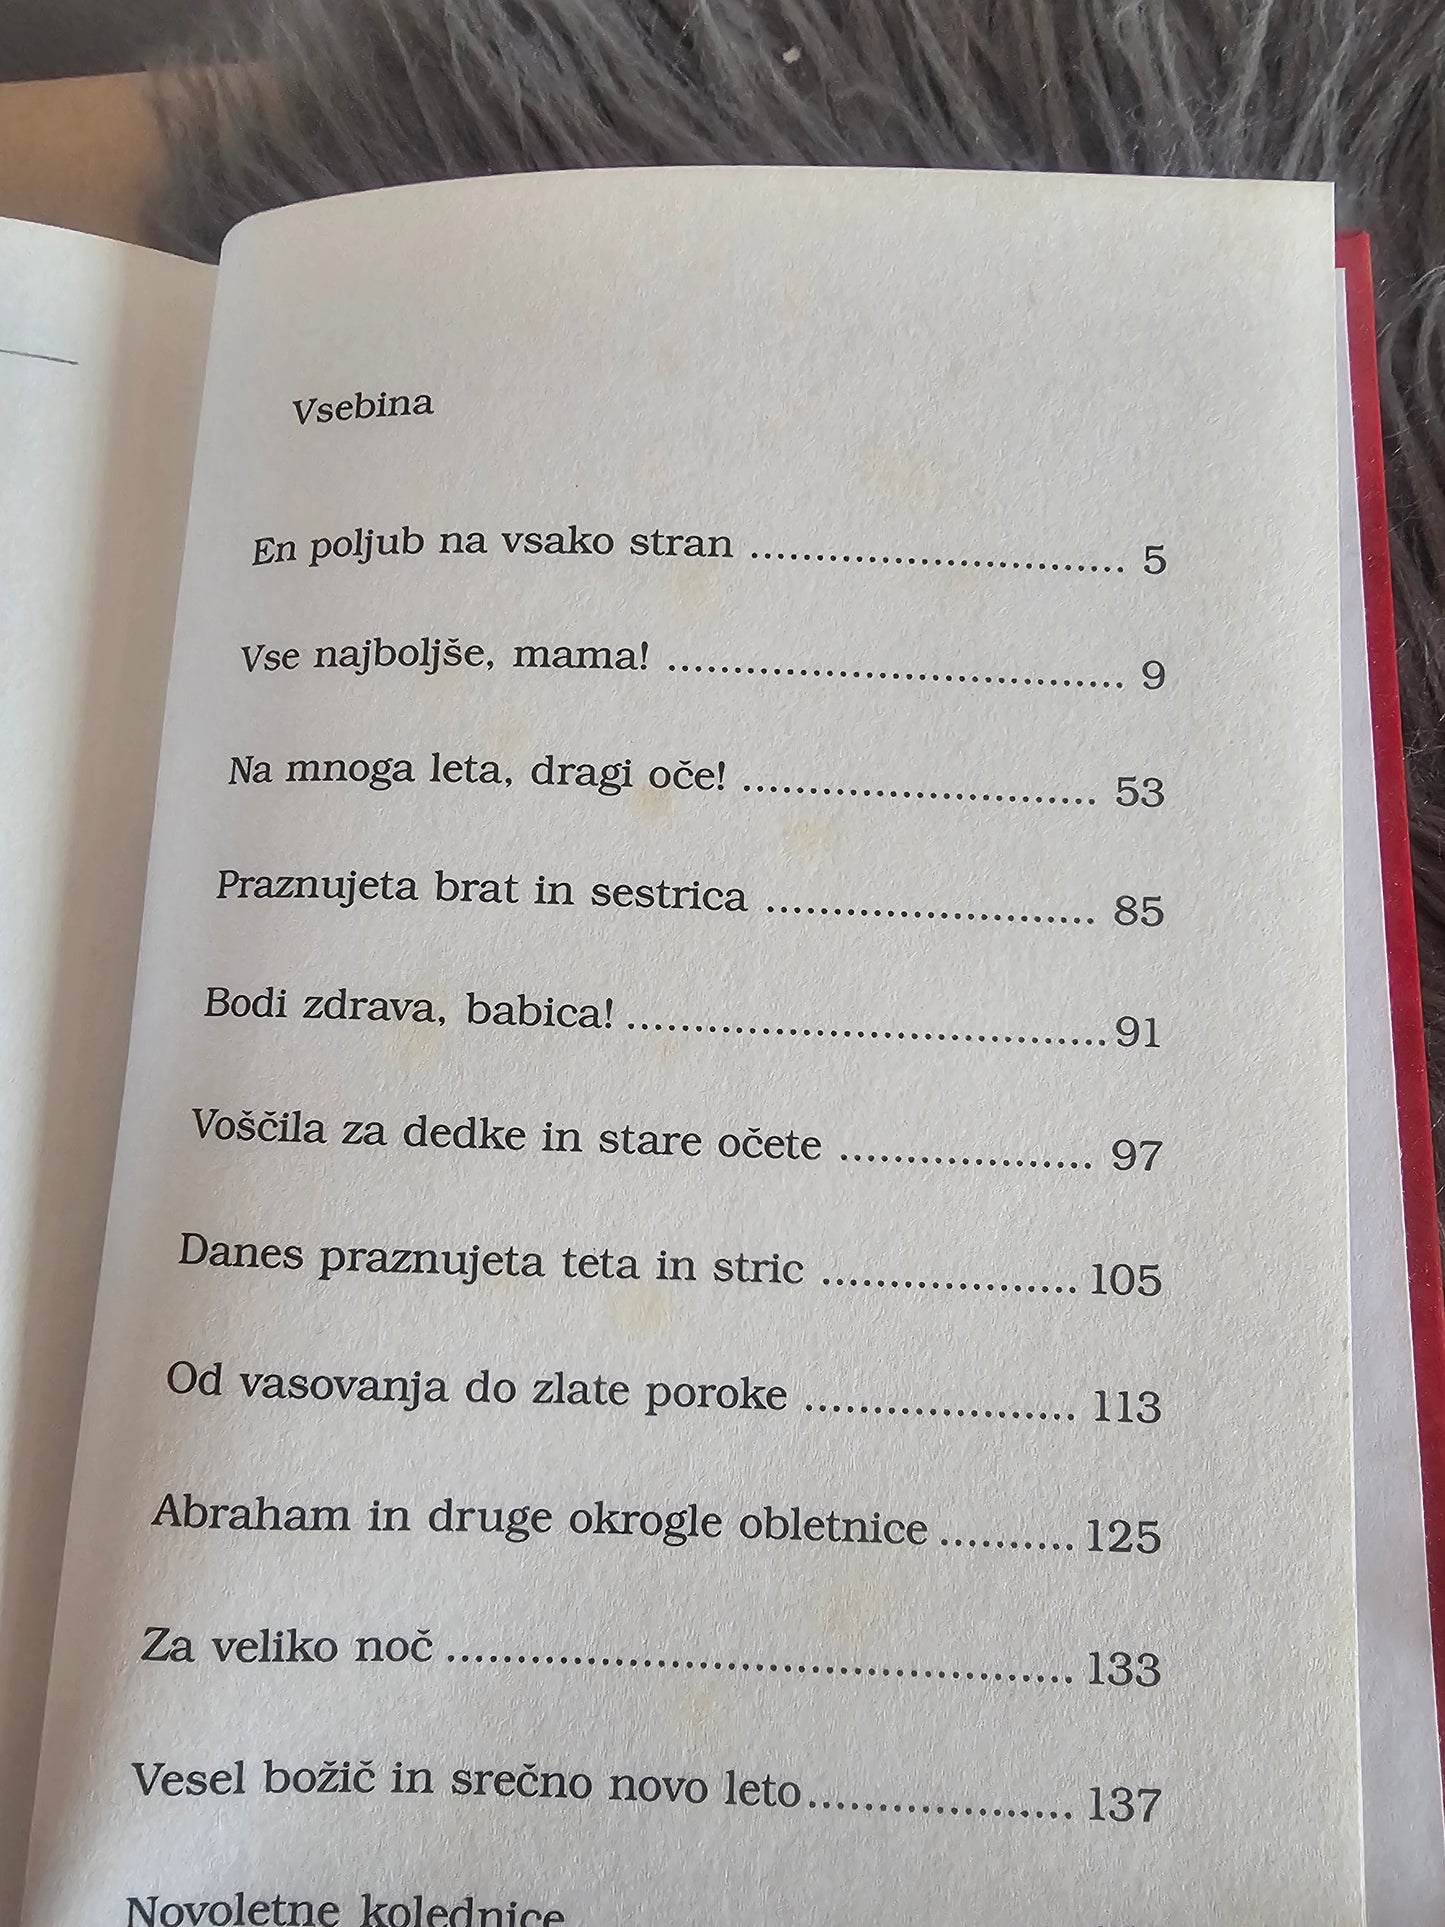 Vsebina
En poljub na vsako stran .............................. 5
Vse najboljše, mama! .................................... 9
Na mnoga leta, dragi oče! ............................ 53
Praznujeta brat in sestrica .......................... 85
Bodi zdrava, babica! ......................................91
Voščila za dedke in stare očete .................... 97
Danes praznujeta teta in stric .................... 105
Od vasovanja do zlate poroke ..................... 113
Abraham in druge okrogle obletnice .......... 125
Za veliko noč ................................................ 133
Vesel božič in srečno novo leto.................... 137
Novoletne kolednice